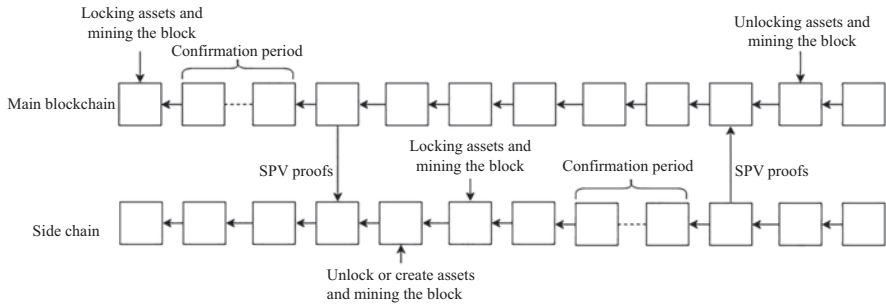 Locking assets and
mining the block
Confirmation period
Unlocking assets and
mining the block
Main blockchain
SPV proofs
Locking assets and
mining the block
Confirmation period
SPV proofs
Side chain
Unlock or create assets
and mining the block